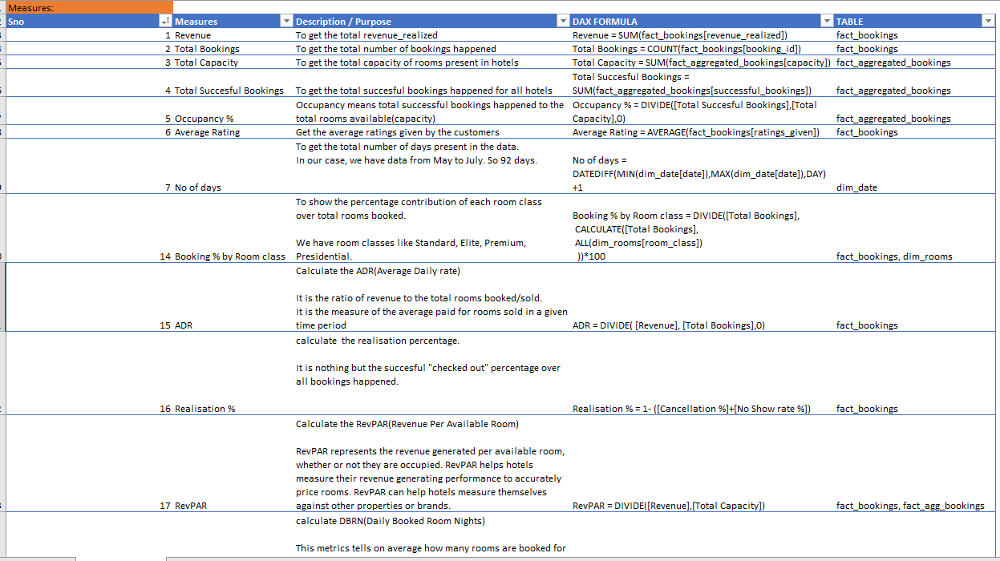 Measures:
Sno Measures Description / Purpose DAX FORMULA TABLE
1 Revenue To get the total revenue_realized Revenue = SUM(fact_bookings[revenue_realized]) fact_bookings
2 Total Bookings To get the total number of bookings happened Total Bookings = COUNT(fact_bookings[booking_id]) fact_bookings
3 Total Capacity To get the total capacity of rooms present in hotels Total Capacity = SUM(fact_aggregated_bookings[capacity]) fact_aggregated_bookings
Total Succesful Bookings =
4 Total Succesful Bookings To get the total succesful bookings happened for all hotels SUM(fact_aggregated_bookings[successful_bookings]) fact_aggregated_bookings
Occupancy means total successful bookings happened to the Occupancy % = DIVIDE([Total Succesful Bookings],[Total
5 Occupancy % total rooms available(capacity) Capacity],0) fact_aggregated_bookings
6 Average Rating Get the average ratings given by the customers Average Rating = AVERAGE(fact_bookings[ratings_given]) fact_bookings
To get the total number of days present in the data.
In our case, we have data from May to July. So 92 days. No of days =
DATEDIFF(MIN(dim_date[date]),MAX(dim_date[date]),DAY)
7 No of days +1 dim_date
To show the percentage contribution of each room class
over total rooms booked. Booking % by Room class = DIVIDE([Total Bookings],
CALCULATE([Total Bookings],
We have room classes like Standard, Elite, Premium, ALL(dim_rooms[room_class])
14 Booking % by Room class Presidential. ))*100 fact_bookings, dim_rooms
Calculate the ADR(Average Daily rate)
It is the ratio of revenue to the total rooms booked/sold.
It is the measure of the average paid for rooms sold in a given
15 ADR time period ADR = DIVIDE( [Revenue], [Total Bookings],0) fact_bookings
calculate  the realisation percentage.
It is nothing but the succesful "checked out" percentage over
all bookings happened.
16 Realisation % Realisation % = 1- ([Cancellation %]+[No Show rate %]) fact_bookings
Calculate the RevPAR(Revenue Per Available Room)
RevPAR represents the revenue generated per available room,
whether or not they are occupied. RevPAR helps hotels
measure their revenue generating performance to accurately
price rooms. RevPAR can help hotels measure themselves
17 RevPAR against other properties or brands. RevPAR = DIVIDE([Revenue],[Total Capacity]) fact_bookings, fact_agg_bookings
calculate DBRN(Daily Booked Room Nights)
This metrics tells on average how many rooms are booked for